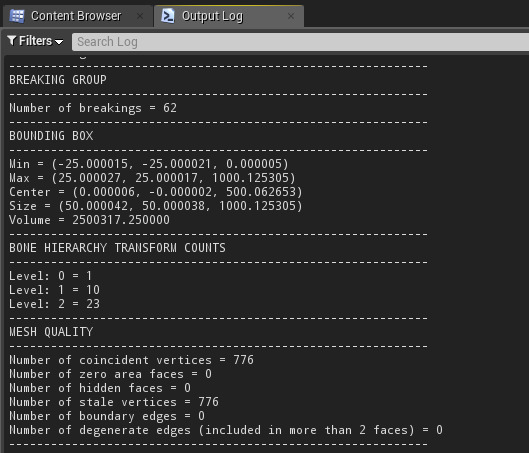 Content Browser
Output Log
Filters
Search Log
------------------------------------------------------------
BREAKING GROUP
------------------------------------------------------------
Number of breakings = 62
------------------------------------------------------------
BOUNDING BOX
------------------------------------------------------------
Min = (-25.000015, -25.000021, 0.000005)
Max = (25.000027, 25.000017, 1000.125305)
Center = (0.000006, -0.000002, 500.062653)
Size = (50.000042, 50.000038, 1000.125305)
Volume = 2500317.250000
------------------------------------------------------------
BONE HIERARCHY TRANSFORM COUNTS
------------------------------------------------------------
Level: 0 = 1
Level: 1 = 10
Level: 2 = 23
------------------------------------------------------------
MESH QUALITY
------------------------------------------------------------
Number of coincident vertices = 776
Number of zero area faces = 0
Number of hidden faces = 0
Number of stale vertices = 776
Number of boundary edges = 0
Number of degenerate edges (included in more than 2 faces) = 0
------------------------------------------------------------